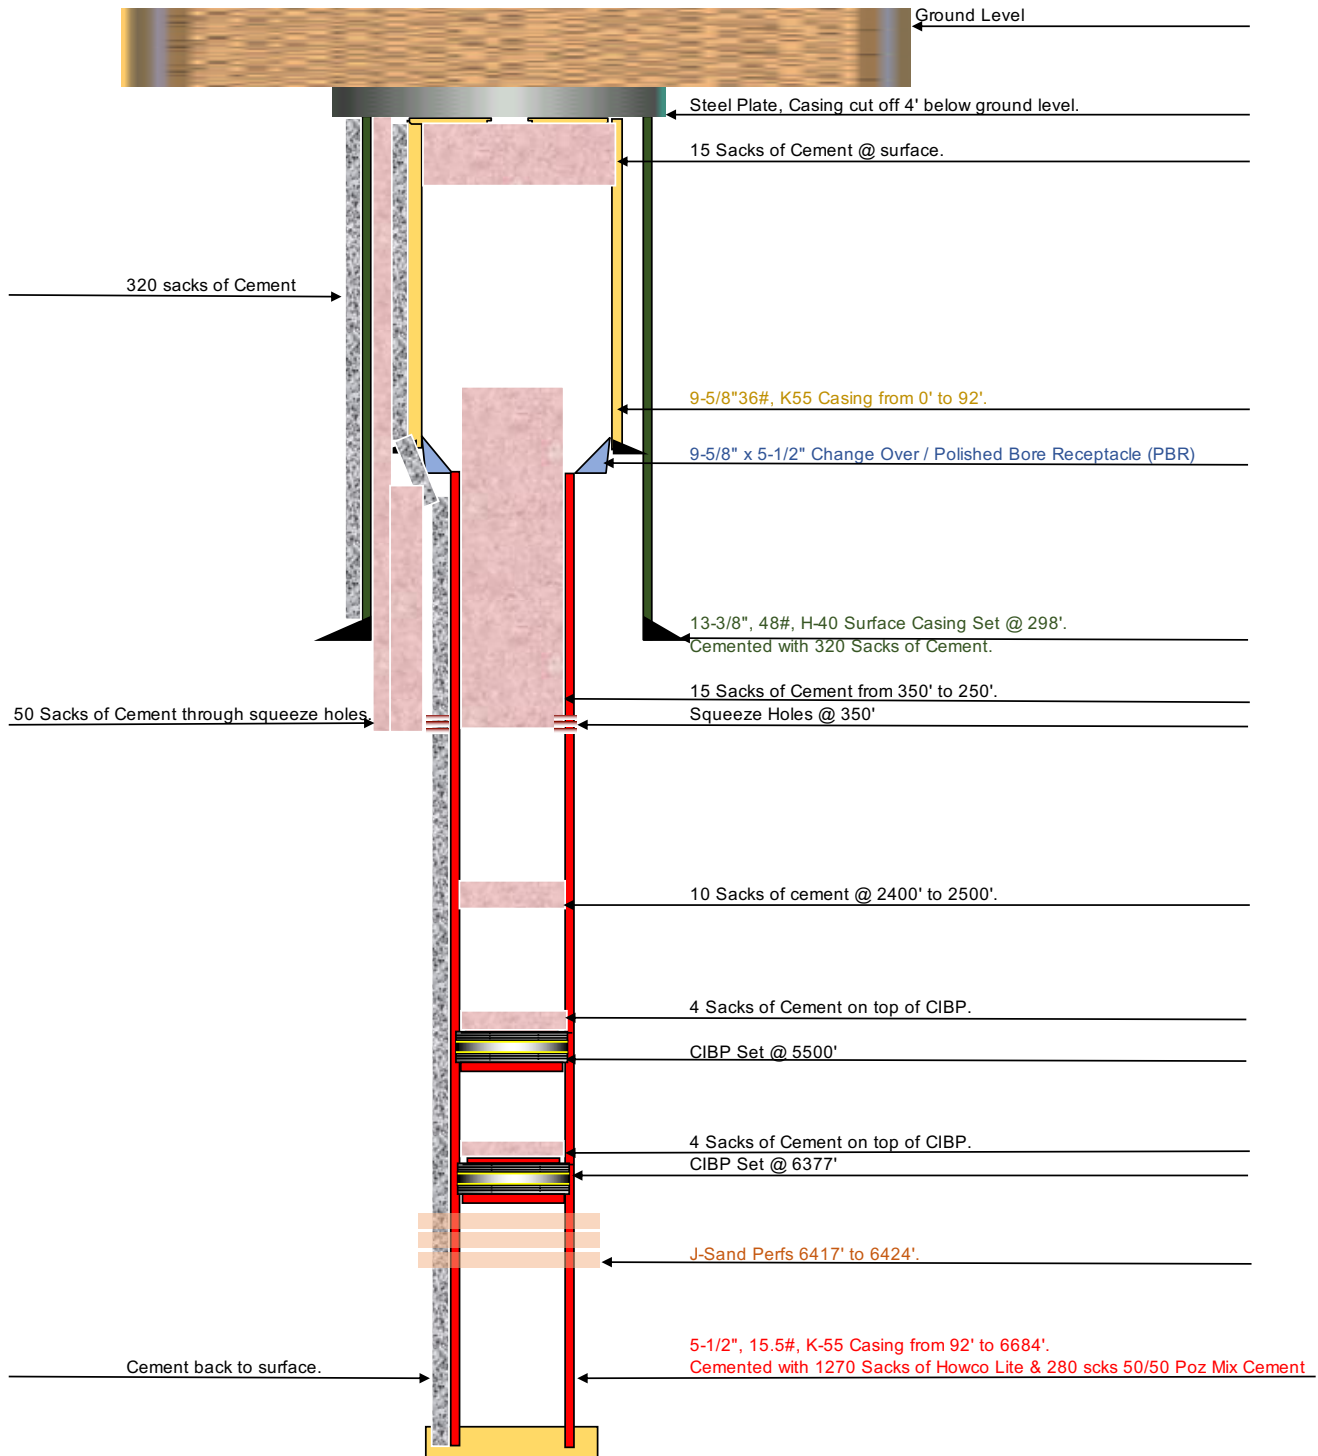 Ground Level
Steel Plate, Casing cut off 4' below ground level.
15 Sacks of Cement @ surface.
320 sacks of Cement
9-5/8"36#, K55 Casing from 0' to 92'.
9-5/8" x 5-1/2" Change Over / Polished Bore Receptacle (PBR)
13-3/8", 48#, H-40 Surface Casing Set @ 298'.
Cemented with 320 Sacks of Cement.
15 Sacks of Cement from 350' to 250'.
50 Sacks of Cement through squeeze holes.
Squeeze Holes @ 350'
10 Sacks of cement @ 2400' to 2500'.
4 Sacks of Cement on top of CIBP.
CIBP Set @ 5500'
4 Sacks of Cement on top of CIBP.
CIBP Set @ 6377'
J-Sand Perfs 6417' to 6424'.
5-1/2", 15.5#, K-55 Casing from 92' to 6684'.
Cement back to surface.
Cemented with 1270 Sacks of Howco Lite & 280 scks 50/50 Poz Mix Cement